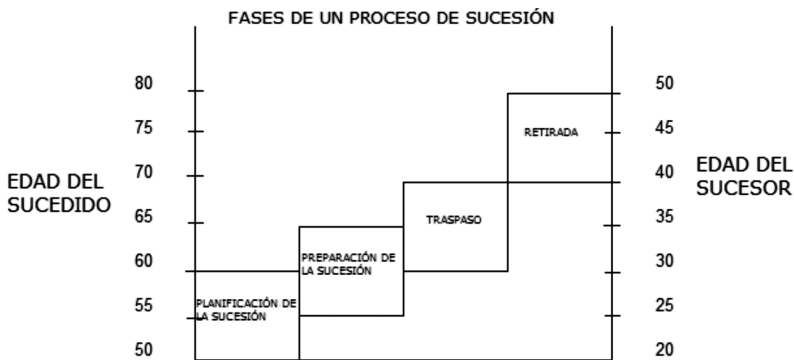 FASES DE UN PROCESO DE SUCESIÓN
80
75
70
65
60
55
50
EDAD DEL
SUCEDIDO
PLANIFICACIÓN DE
LA SUCESIÓN
PREPARACIÓN DE
LA SUCESIÓN
TRASPASO
RETIRADA
50
45
40
35
30
25
20
EDAD DEL
SUCESOR